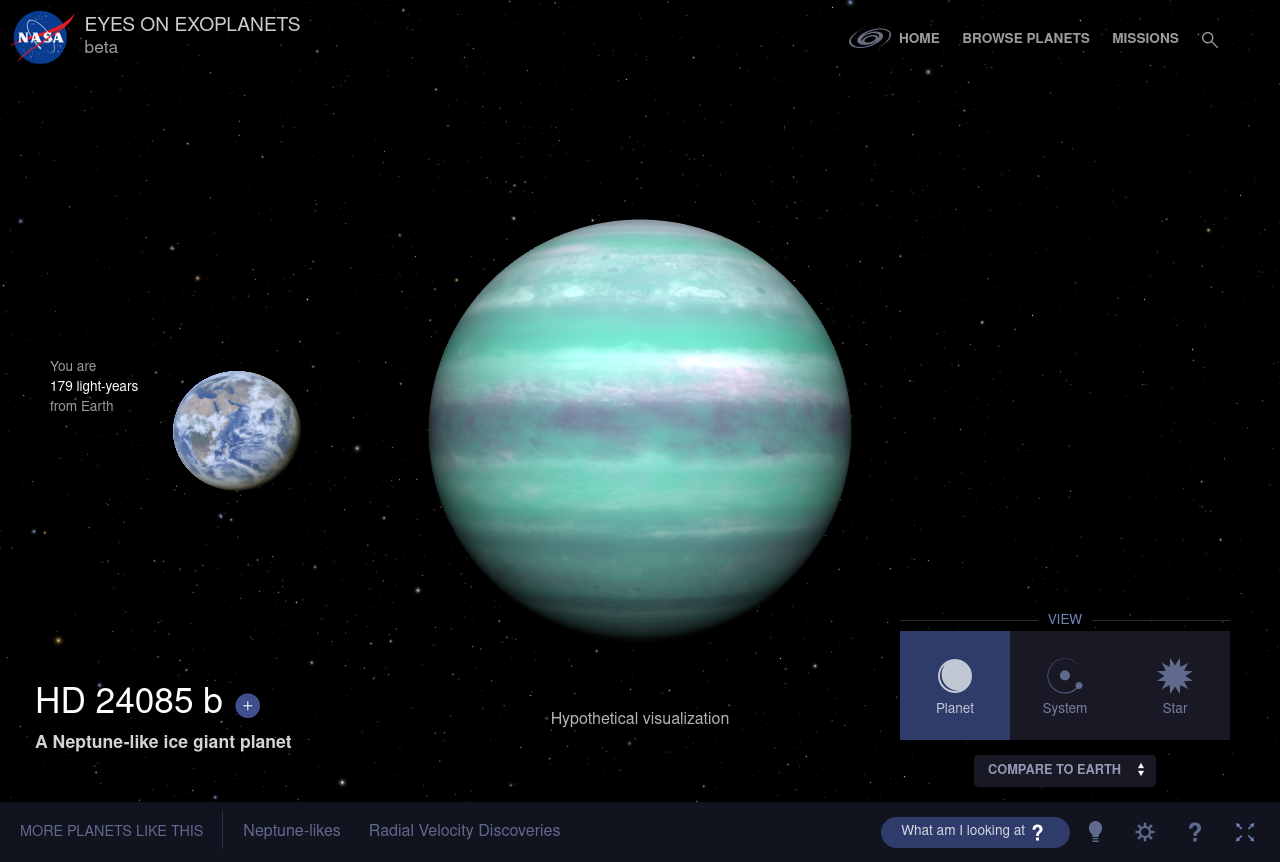 NASA
EYES ON EXOPLANETS
beta
HOME
BROWSE PLANETS
MISSIONS
You are
179 light-years
from Earth
HD 24085 b +
A Neptune-like ice giant planet
Hypothetical visualization
VIEW
Planet
System
Star
COMPARE TO EARTH
MORE PLANETS LIKE THIS
Neptune-likes
Radial Velocity Discoveries
What am I looking at ?
?